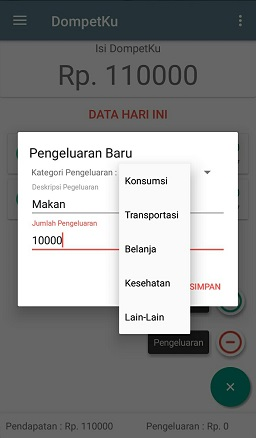 DompetKu
Isi DompetKu
Rp. 110000
DATA HARI INI
Pengeluaran Baru
Kategori Pengeluaran :
Konsumsi
Deskripsi Pegeluaran
Makan
Transportasi
Jumlah Pengeluaran
10000
Belanja
Kesehatan
SIMPAN
Lain-Lain
Pengeluaran
Pendapatan : Rp. 110000
Pengeluaran : Rp. 0